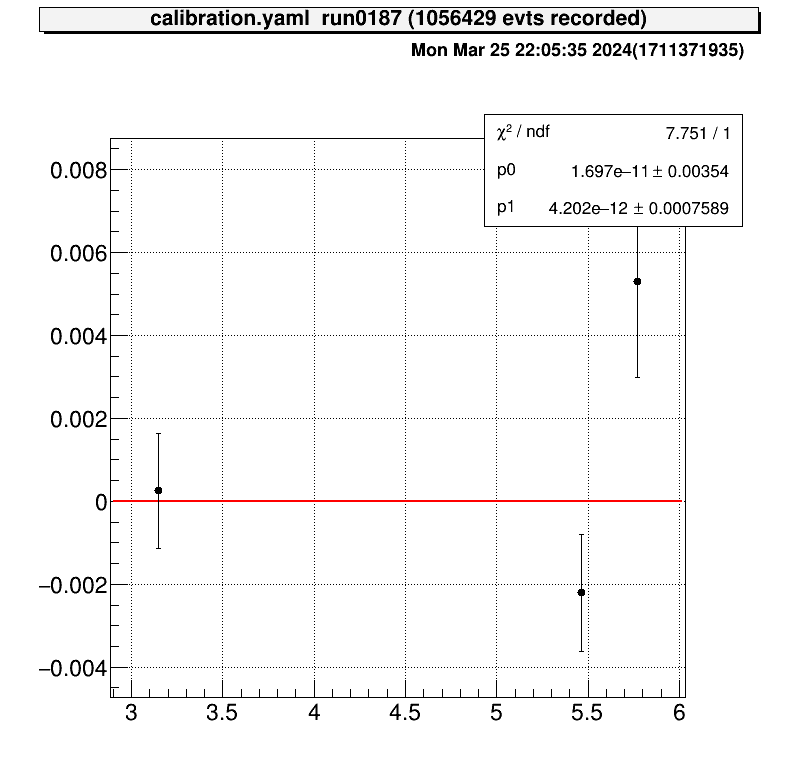 calibration.yaml  run0187 (1056429 evts recorded)
Mon Mar 25 22:05:35 2024(1711371935)
χ² / ndf 7.751 / 1
p0 1.697e−11 ± 0.00354
p1 4.202e−12 ± 0.0007589
0.008
0.006
0.004
0.002
0
−0.002
−0.004
3 3.5 4 4.5 5 5.5 6